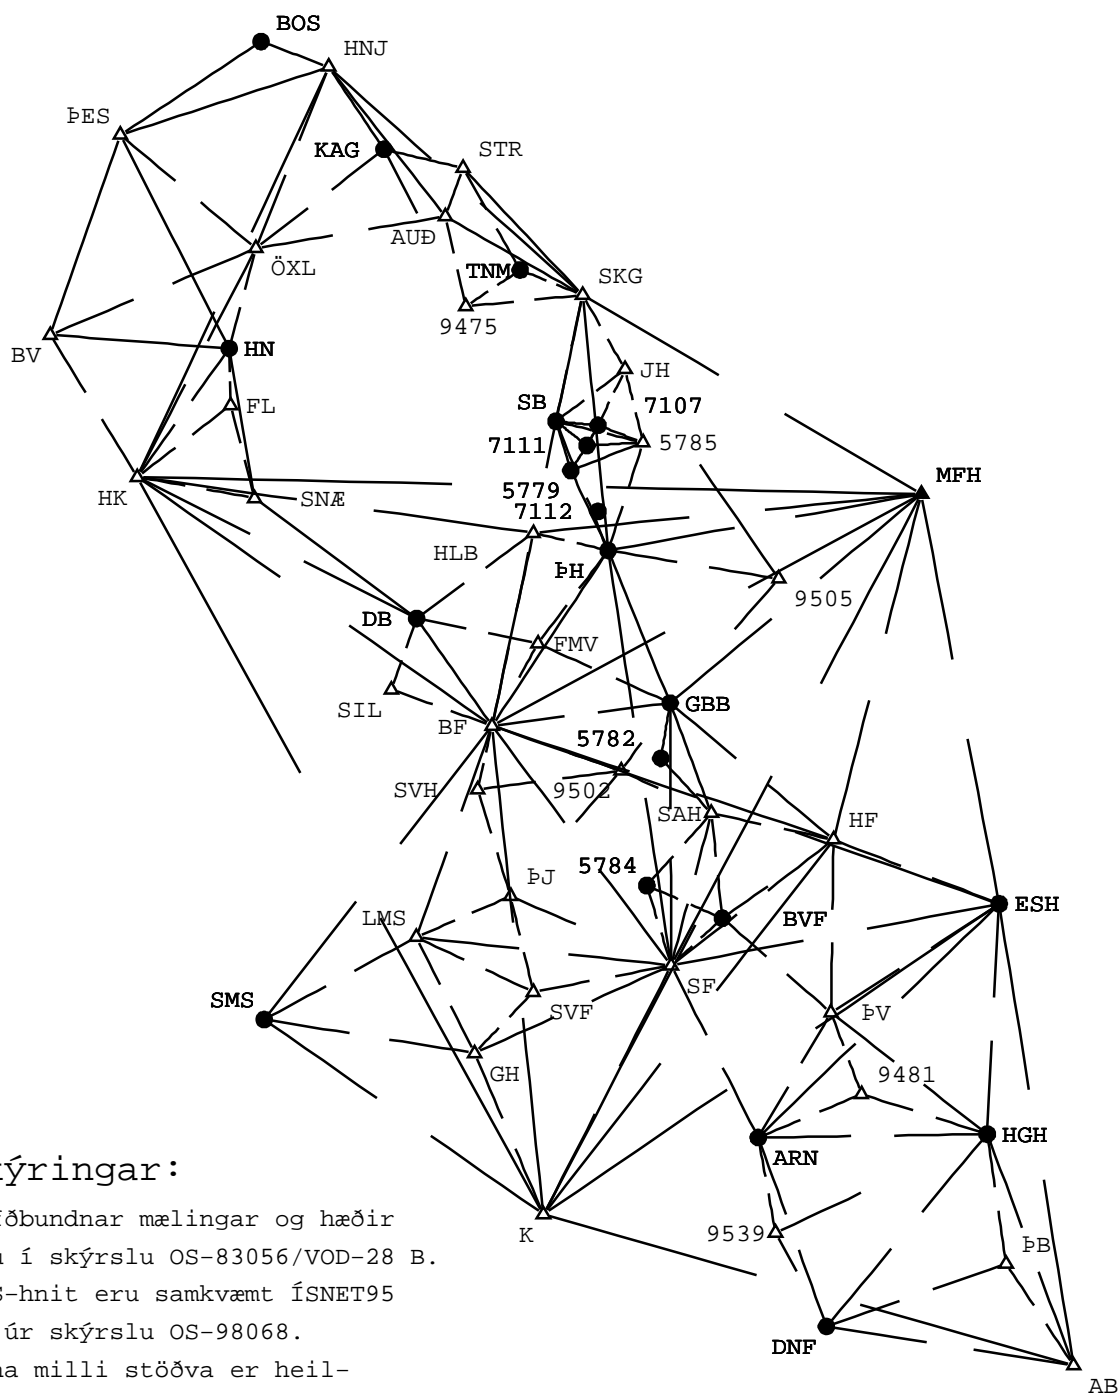 BOS
HNJ
ÞES
KAG
STR
AUÐ
ÖXL
TNM
SKG
9475
BV
HN
JH
SB
7107
FL
7111
5785
MFH
HK
SNÆ
5779
7112
HLB
ÞH
9505
DB
FMV
SIL
GBB
BF
5782
SVH
9502
SAH
HF
5784
ÞJ
LMS
BVF
ESH
SF
SMS
SVF
ÞV
GH
9481
HGH
ARN
K
9539
ÞB
DNF
AB
ýringar:
ðbundnar mælingar og hæðir
í skýrslu OS-83056/VOD-28 B.
-hnit eru samkvæmt ÍSNET95
úr skýrslu OS-98068.
a milli stöðva er heil-